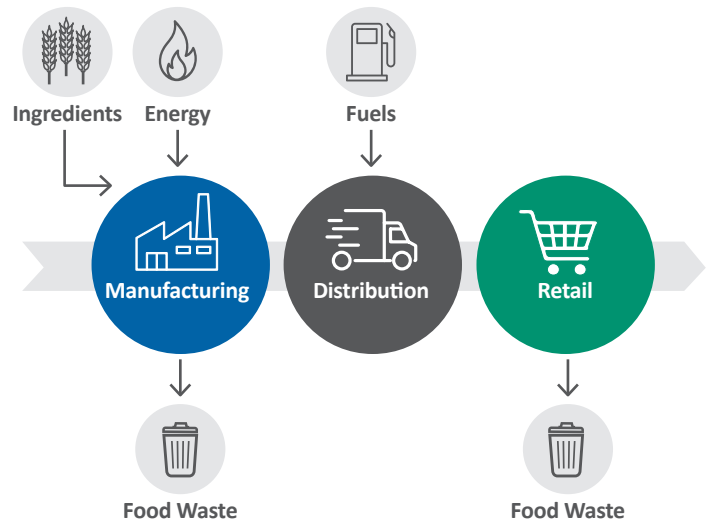 Ingredients
Energy
Fuels
Manufacturing
Distribution
Retail
Food Waste
Food Waste